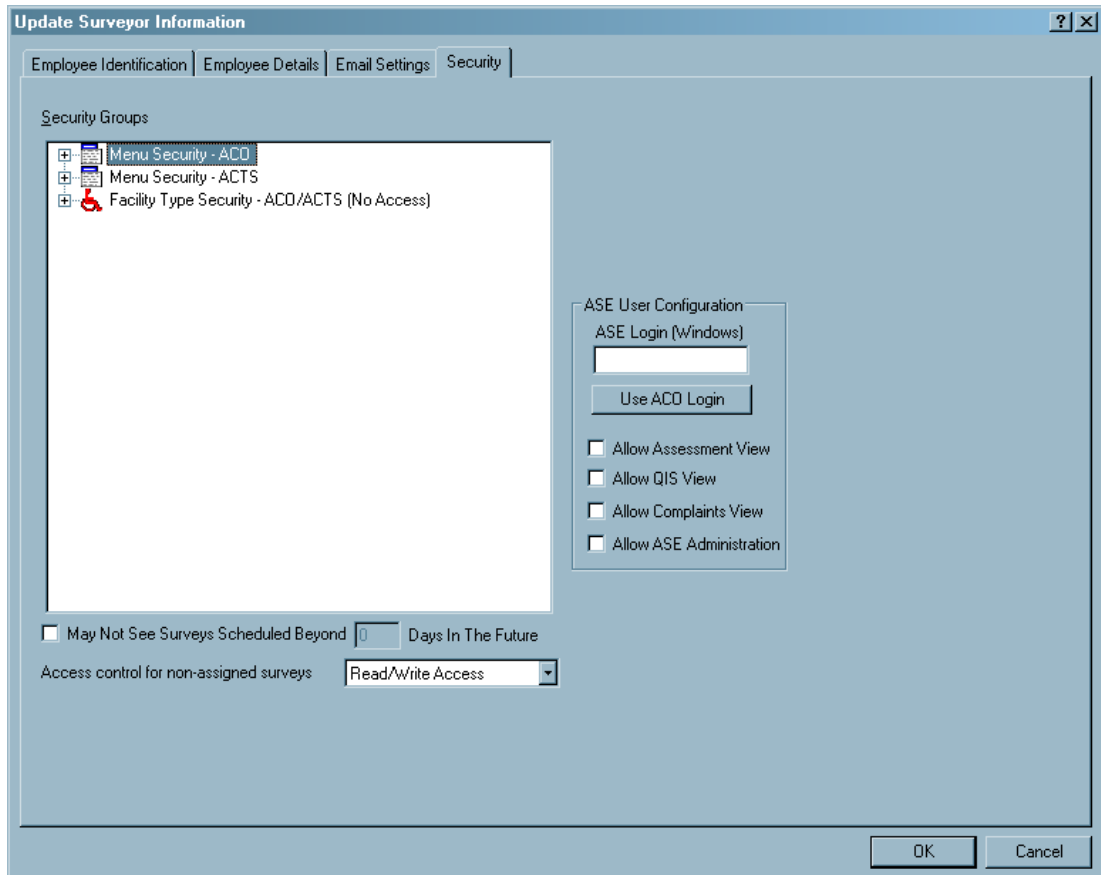 Update Surveyor Information
Employee Identification Employee Details Email Settings Security
Security Groups
Menu Security - ACO
Menu Security - ACTS
Facility Type Security - ACO/ACTS (No Access)
ASE User Configuration
ASE Login (Windows)
Use ACO Login
Allow Assessment View
Allow QIS View
Allow Complaints View
Allow ASE Administration
May Not See Surveys Scheduled Beyond 0 Days In The Future
Access control for non-assigned surveys Read/Write Access
OK Cancel